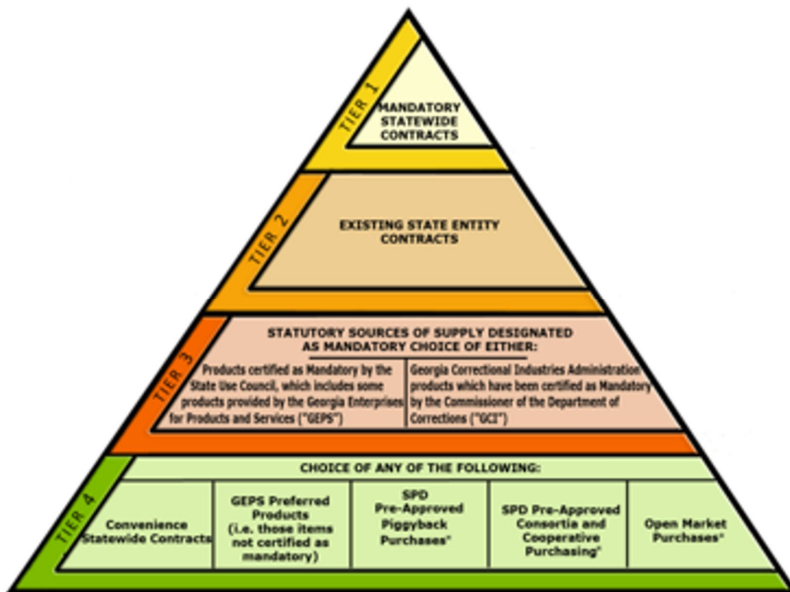 TIER 1
MANDATORY
STATEWIDE
CONTRACTS
TIER 2
EXISTING STATE ENTITY
CONTRACTS
TIER 3
STATUTORY SOURCES OF SUPPLY DESIGNATED
AS MANDATORY CHOICE OF EITHER:
Products certified as Mandatory by the
State Use Council, which includes some
products provided by the Georgia Enterprises
for Products and Services ("GEPS")
Georgia Correctional Industries Administration
products which have been certified as Mandatory
by the Commissioner of the Department of
Corrections ("GCI")
TIER 4
CHOICE OF ANY OF THE FOLLOWING:
Convenience
Statewide Contracts
GEPS Preferred
Products
(i.e. those items
not certified as
mandatory)
SPD
Pre-Approved
Piggyback
Purchases*
SPD Pre-Approved
Consortia and
Cooperative
Purchasing*
Open Market
Purchases*